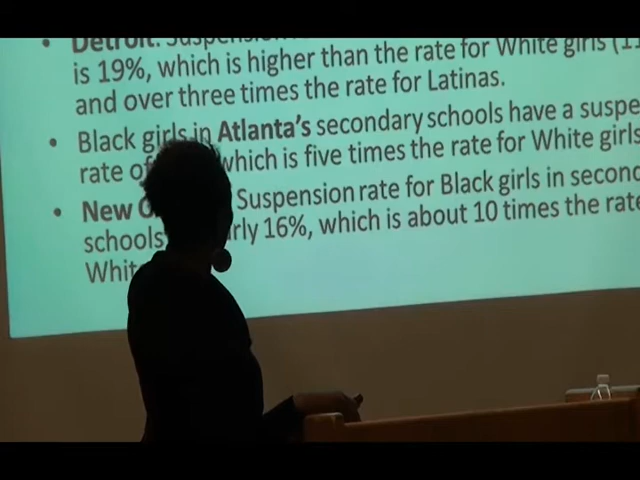 Detroit: Suspension
is 19%, which is higher than the rate for White girls (11
and over three times the rate for Latinas.
Black girls in Atlanta's secondary schools have a suspe
rate of which is five times the rate for White girls
New O Suspension rate for Black girls in second
schools rly 16%, which is about 10 times the rate
Whit